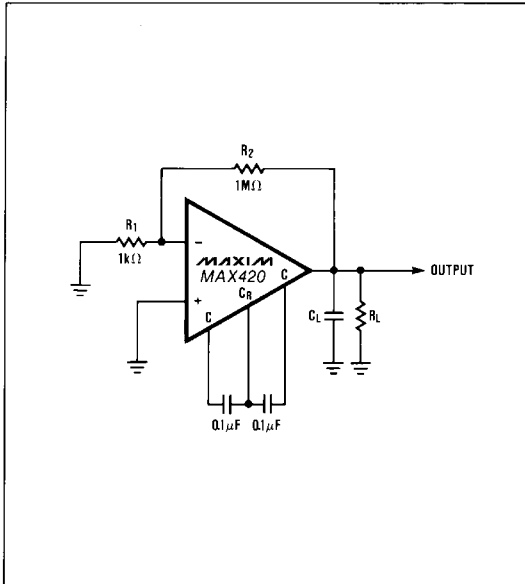 R2
1MΩ
R1
1kΩ
−
MAXIM
MAX420
+
C
CR
C
OUTPUT
CL
RL
0.1μF
0.1μF